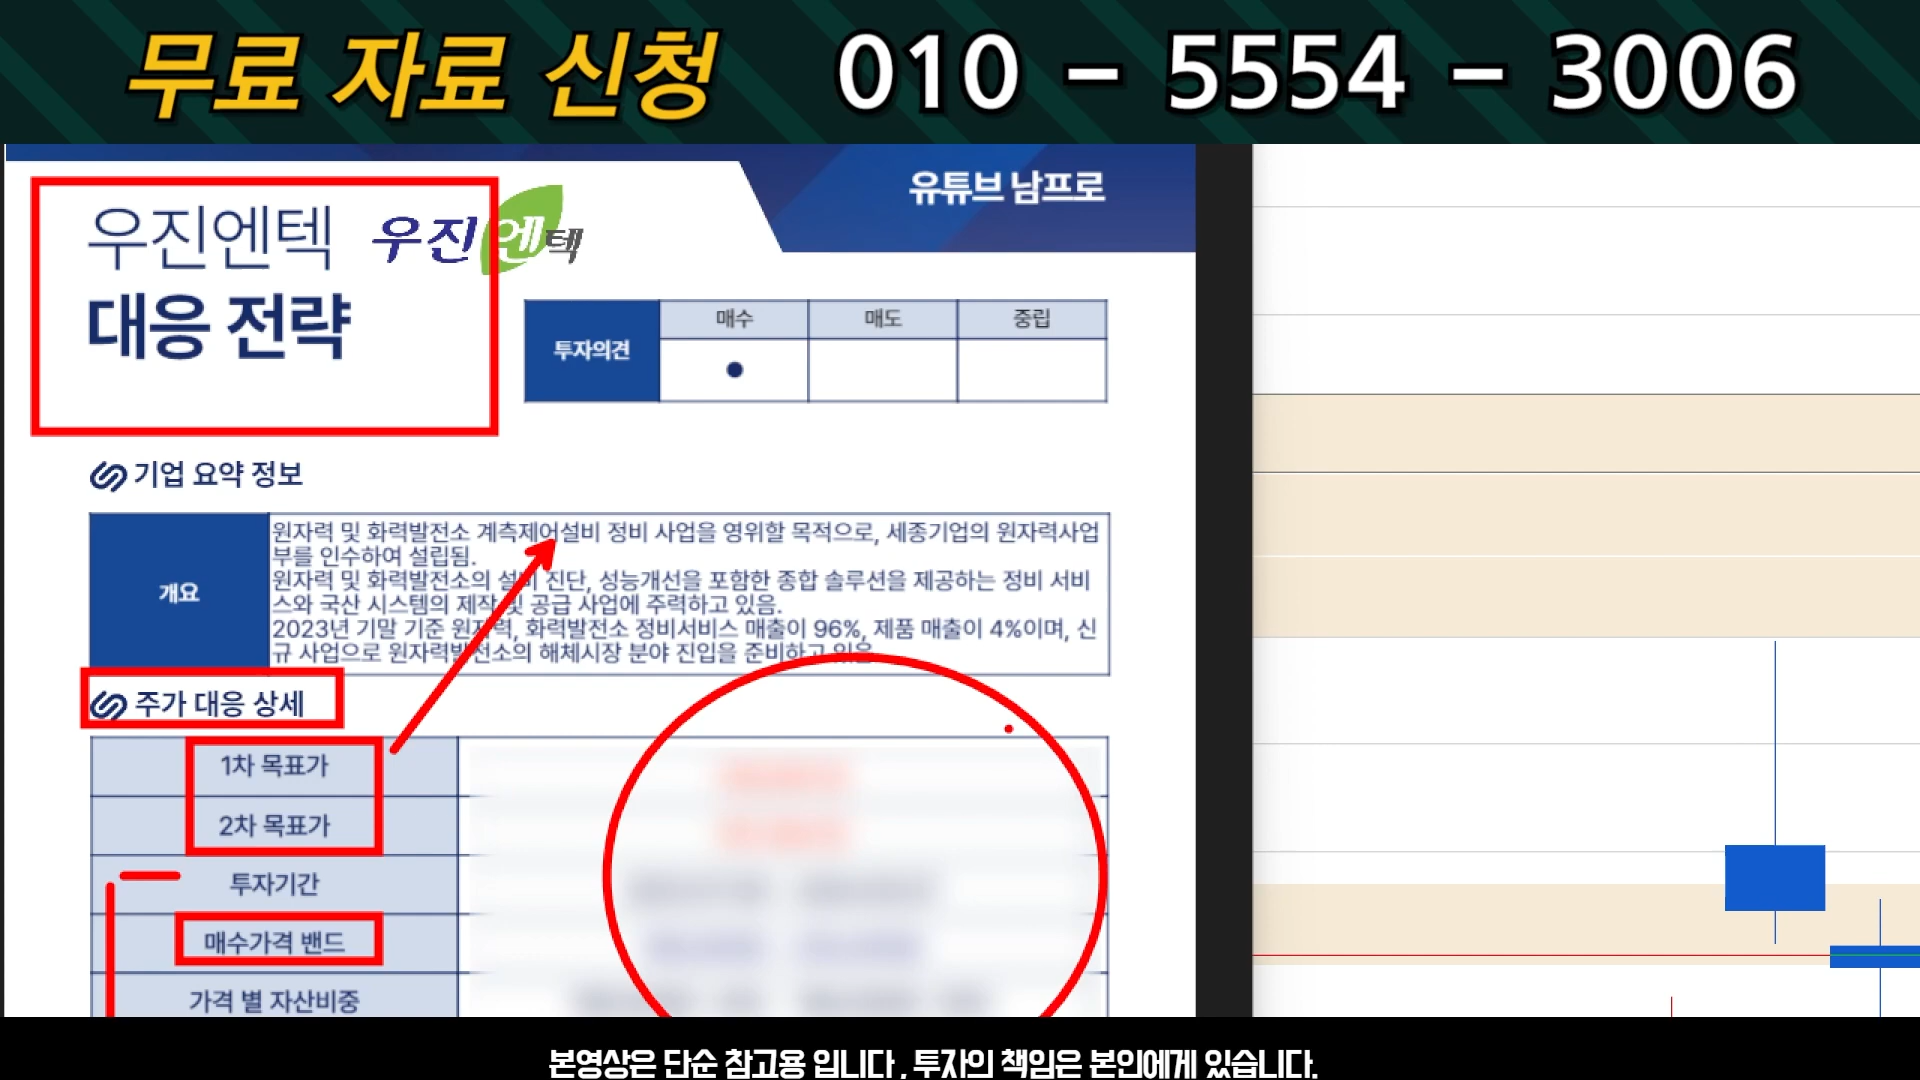 무료 자료 신청 010 - 5554 - 3006
유튜브 남프로
우진엔텍 우진엔텍
대응 전략
투자의견 매수 매도 중립
기업 요약 정보
개요
원자력 및 화력발전소 계측제어설비 정비 사업을 영위할 목적으로, 세종기업의 원자력사업
부를 인수하여 설립됨.
원자력 및 화력발전소의 설비 진단, 성능개선을 포함한 종합 솔루션을 제공하는 정비 서비
스와 국산 시스템의 제작 및 공급 사업에 주력하고 있음.
2023년 기말 기준 원자력, 화력발전소 정비서비스 매출이 96%, 제품 매출이 4%이며, 신
규 사업으로 원자력발전소의 해체시장 분야 진입을 준비하고 있음
주가 대응 상세
1차 목표가
2차 목표가
투자기간
매수가격 밴드
가격 별 자산비중
본영상은 단순 참고용 입니다, 투자의 책임은 본인에게 있습니다.